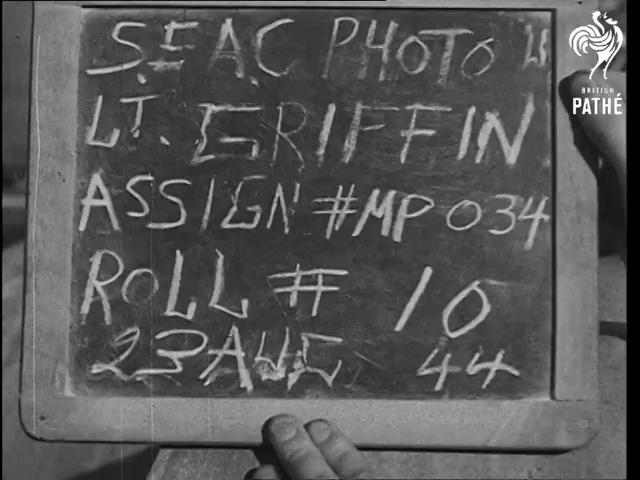 S.E.A.C PHOTO
LT. GRIFFIN
ASSIGN #MP 034
ROLL # 10
23 AUG 44
BRITISH
PATHÉ